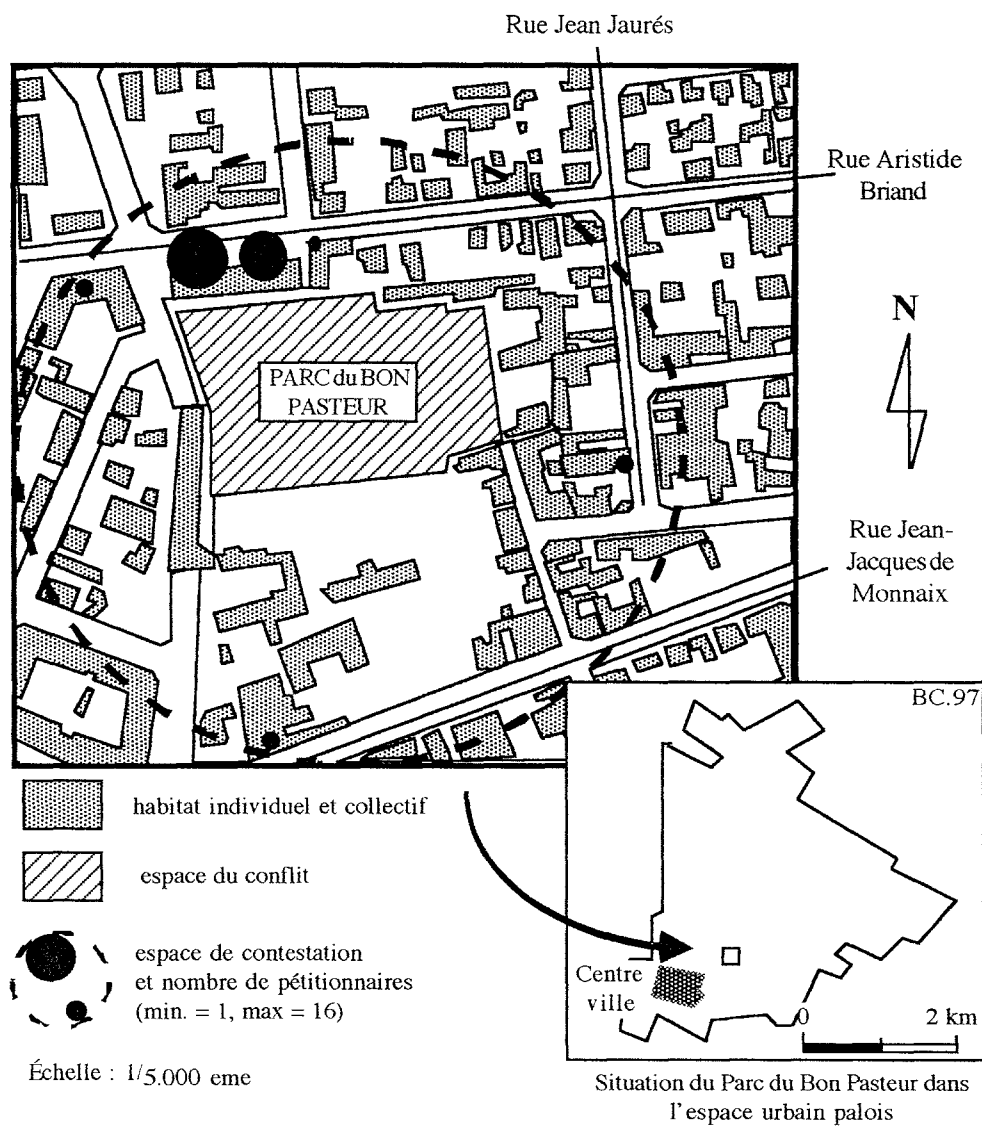 Rue Jean Jaurés
Rue Aristide
Briand
N
PARC du BON
PASTEUR
Rue Jean-
Jacques de
Monnaix
BC.97
habitat individuel et collectif
espace du conflit
espace de contestation
et nombre de pétitionnaires
(min. = 1, max = 16)
Centre
ville
0 2 km
Échelle : 1/5.000 eme
Situation du Parc du Bon Pasteur dans
l'espace urbain palois